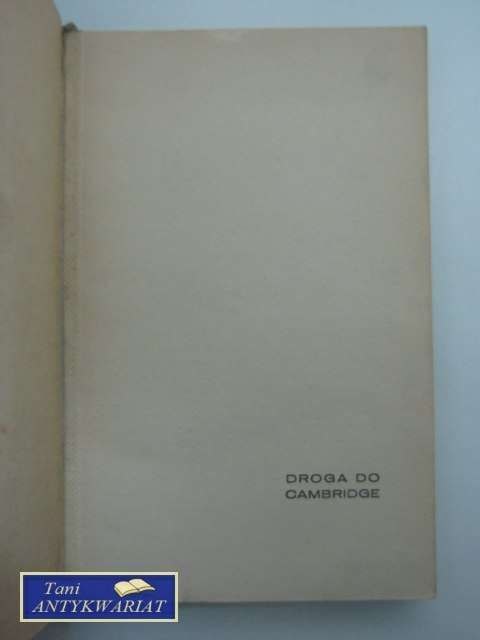 DROGA DO
CAMBRIDGE
Tani
ANTYKWARIAT